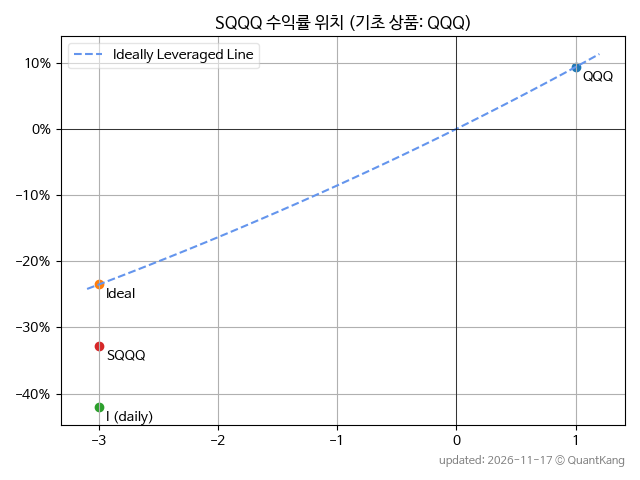 SQQQ 수익률 위치 (기초 상품: QQQ)
Ideally Leveraged Line
10%
0%
−10%
−20%
−30%
−40%
QQQ
Ideal
SQQQ
I (daily)
−3
−2
−1
0
1
updated: 2026-11-17 © QuantKang